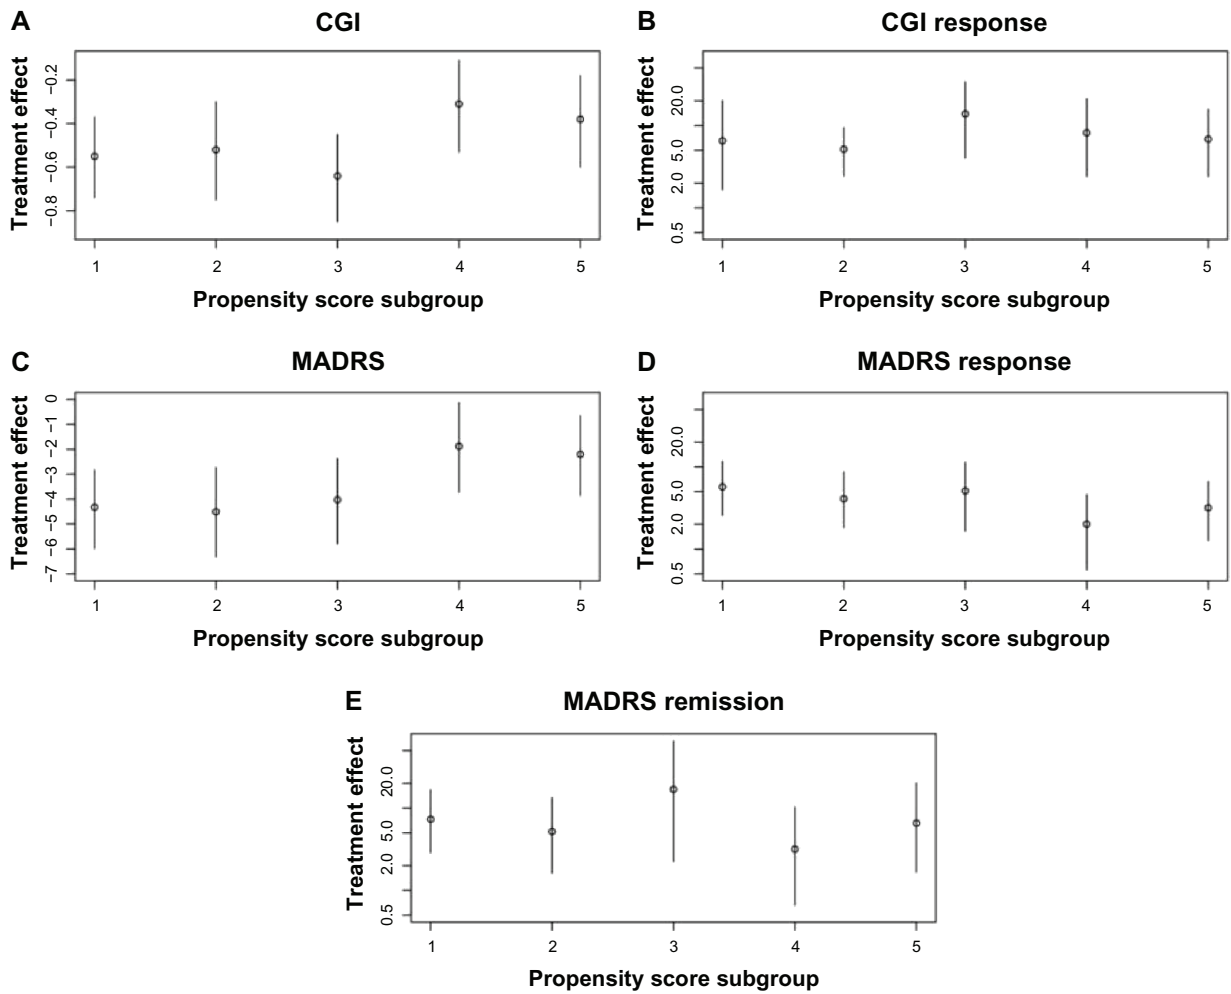 A CGI
Treatment effect
−0.2
−0.4
−0.6
−0.8
1 2 3 4 5
Propensity score subgroup
B CGI response
Treatment effect
20.0
5.0
2.0
0.5
1 2 3 4 5
Propensity score subgroup
C MADRS
Treatment effect
0
−1
−2
−3
−4
−5
−6
−7
1 2 3 4 5
Propensity score subgroup
D MADRS response
Treatment effect
20.0
5.0
2.0
0.5
1 2 3 4 5
Propensity score subgroup
E MADRS remission
Treatment effect
20.0
5.0
2.0
0.5
1 2 3 4 5
Propensity score subgroup